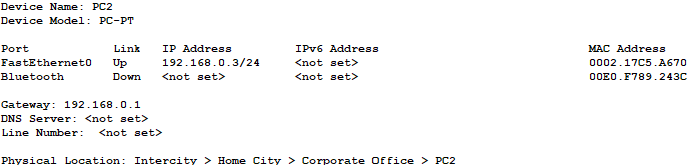 Device Name: PC2
Device Model: PC-PT

Port Link IP Address IPv6 Address MAC Address
FastEthernet0 Up 192.168.0.3/24 <not set> 0002.17C5.A670
Bluetooth Down <not set> <not set> 00E0.F789.243C

Gateway: 192.168.0.1
DNS Server: <not set>
Line Number: <not set>

Physical Location: Intercity > Home City > Corporate Office > PC2